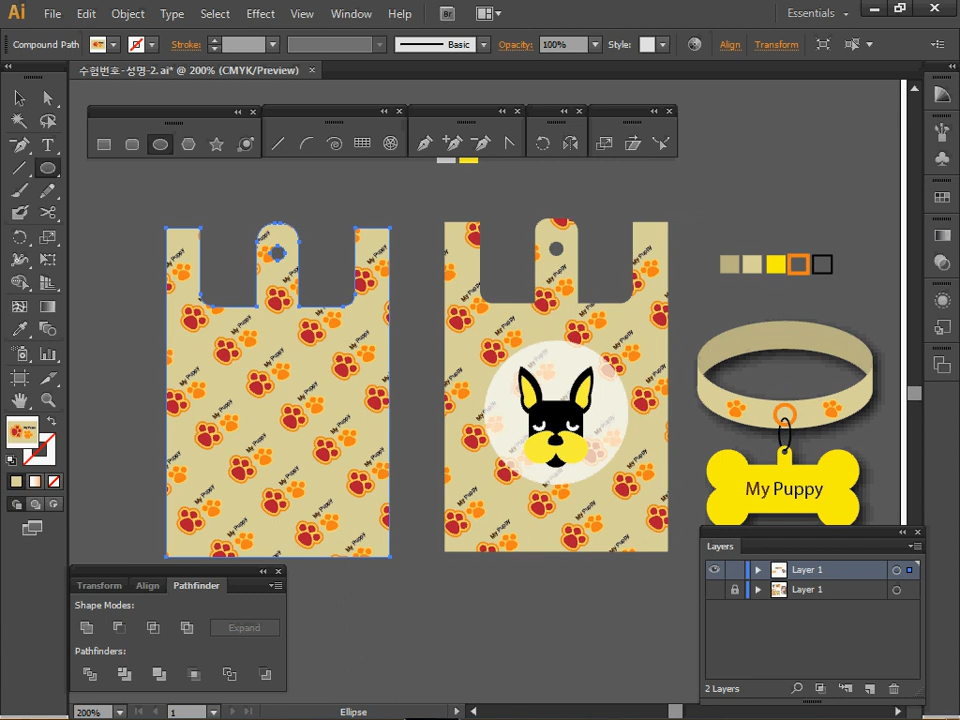 Ai File Edit Object Type Select Effect View Window Help Br Essentials
Compound Path Stroke: Basic Opacity: 100% Style: Align Transform
수험번호-성명-2.ai* @ 200% (CMYK/Preview)
My Puppy
Layers
Layer 1
Layer 1
2 Layers
Transform Align Pathfinder
Shape Modes:
Expand
Pathfinders:
200% 1 Ellipse